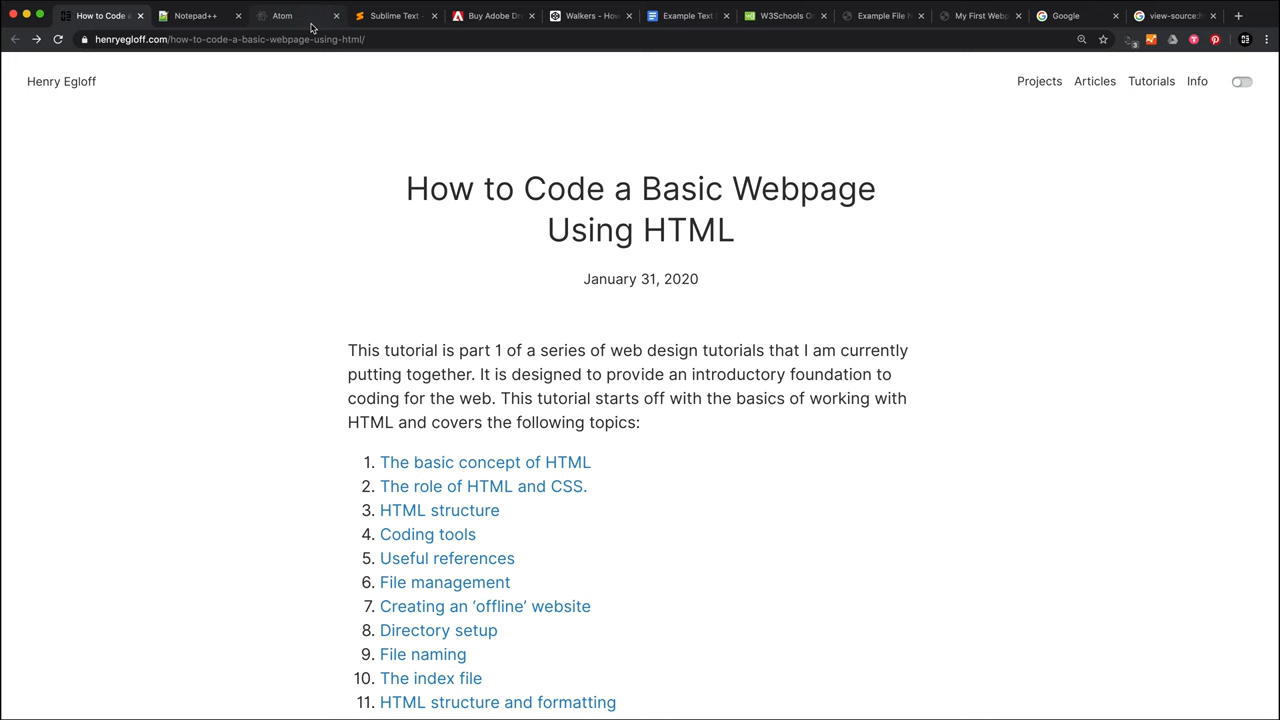 How to Code a
Notepad++
Atom
Sublime Text -
Buy Adobe Dre
Walkers - How
Example Text
W3Schools On
Example File N
My First Webp
Google
view-source:h
henryegloff.com/how-to-code-a-basic-webpage-using-html/
3
Henry Egloff
Projects Articles Tutorials Info
How to Code a Basic Webpage
Using HTML
January 31, 2020
This tutorial is part 1 of a series of web design tutorials that I am currently
putting together. It is designed to provide an introductory foundation to
coding for the web. This tutorial starts off with the basics of working with
HTML and covers the following topics:
1. The basic concept of HTML
2. The role of HTML and CSS.
3. HTML structure
4. Coding tools
5. Useful references
6. File management
7. Creating an ‘offline’ website
8. Directory setup
9. File naming
10. The index file
11. HTML structure and formatting